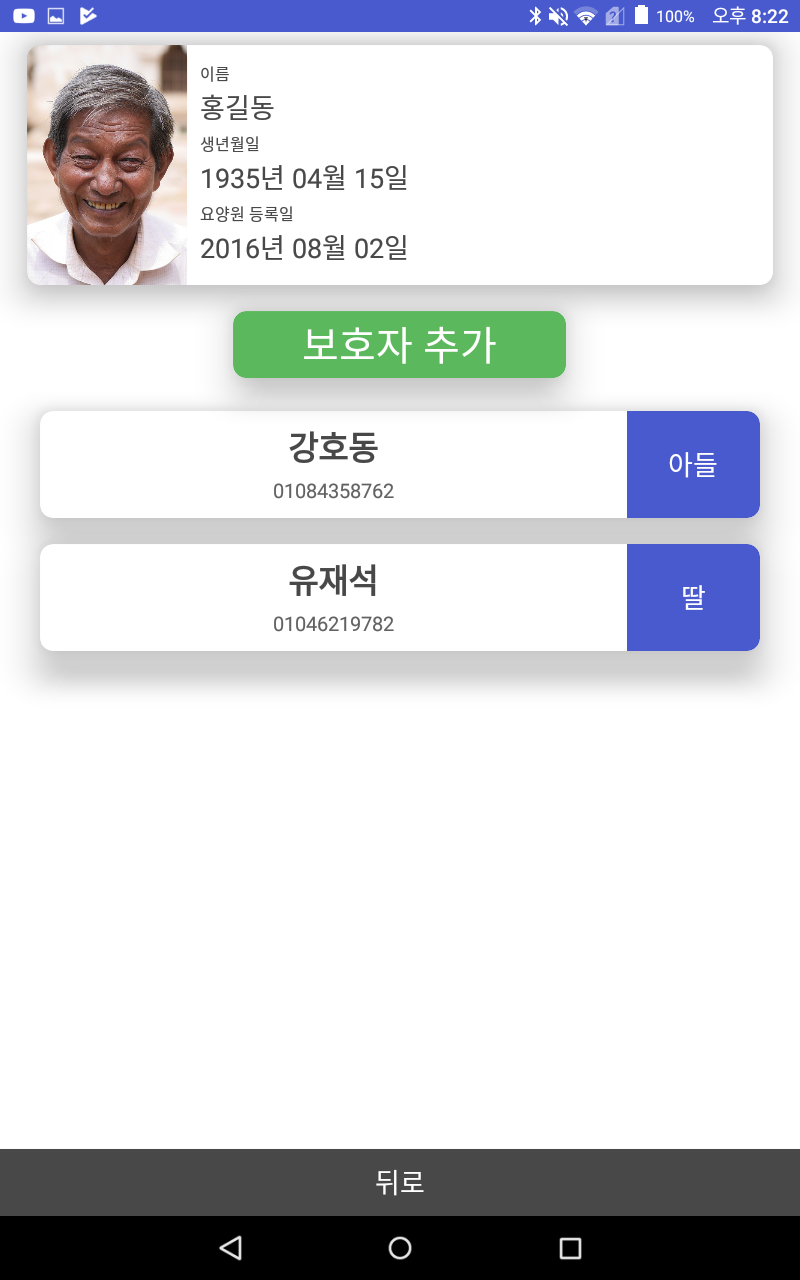 100% 오후 8:22
이름
홍길동
생년월일
1935년 04월 15일
요양원 등록일
2016년 08월 02일
보호자 추가
강호동
01084358762
아들
유재석
01046219782
딸
뒤로